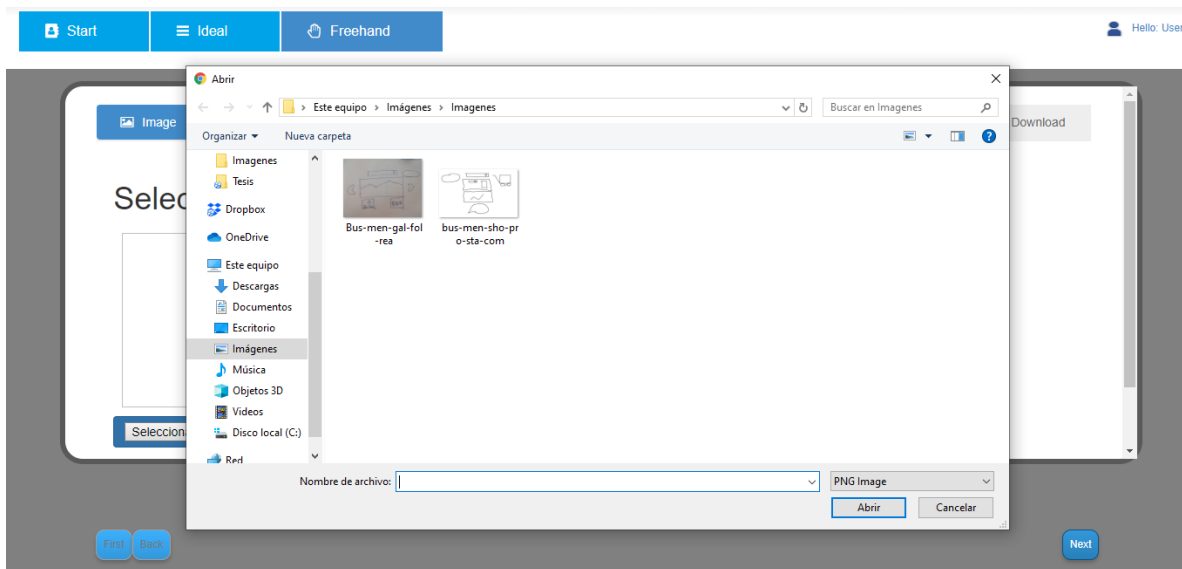 Start
Ideal
Freehand
Hello: User
Abrir
Este equipo › Imágenes › Imagenes
Buscar en Imagenes
Image
Download
Organizar
Nueva carpeta
Imagenes
Tesis
Selec
Dropbox
Bus-men-gal-fol
-rea
bus-men-sho-pr
o-sta-com
OneDrive
Este equipo
Descargas
Documentos
Escritorio
Imágenes
Música
Objetos 3D
Videos
Seleccion
Disco local (C:)
Red
Nombre de archivo:
PNG Image
Abrir
Cancelar
First
Back
Next